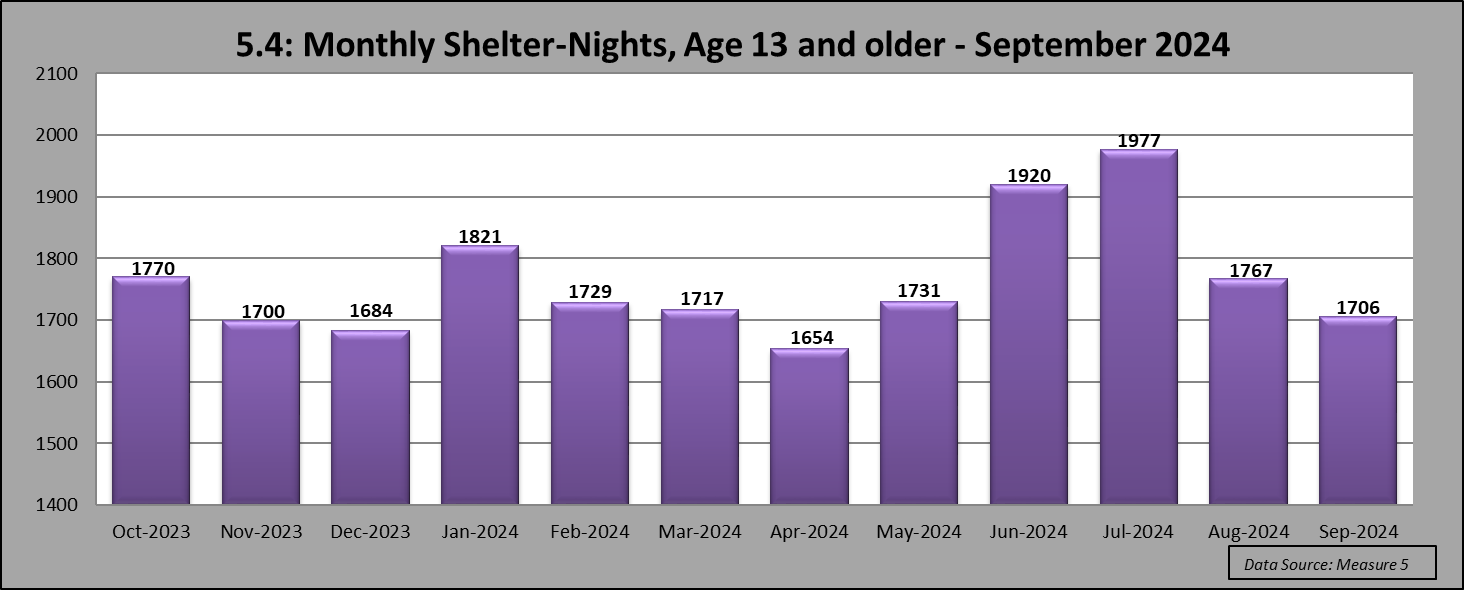 5.4: Monthly Shelter-Nights, Age 13 and older - September 2024
2100
2000
1900
1800
1700
1600
1500
1400
1770
1700
1684
1821
1729
1717
1654
1731
1920
1977
1767
1706
Oct-2023
Nov-2023
Dec-2023
Jan-2024
Feb-2024
Mar-2024
Apr-2024
May-2024
Jun-2024
Jul-2024
Aug-2024
Sep-2024
Data Source: Measure 5